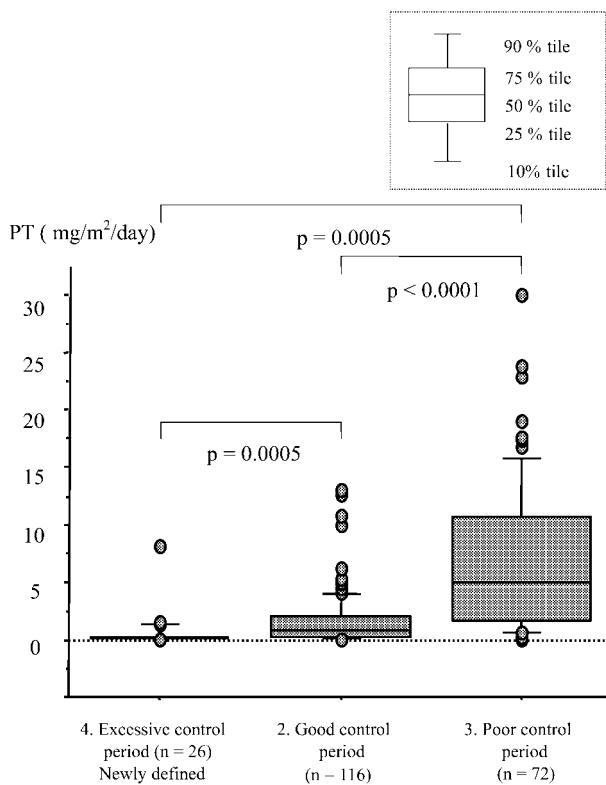 90 % tile
75 % tile
50 % tile
25 % tile
10% tile
PT ( mg/m²/day)
p = 0.0005
p < 0.0001
p = 0.0005
30
25
20
15
10
5
0
4. Excessive control
period (n = 26)
Newly defined
2. Good control
period
(n – 116)
3. Poor control
period
(n = 72)